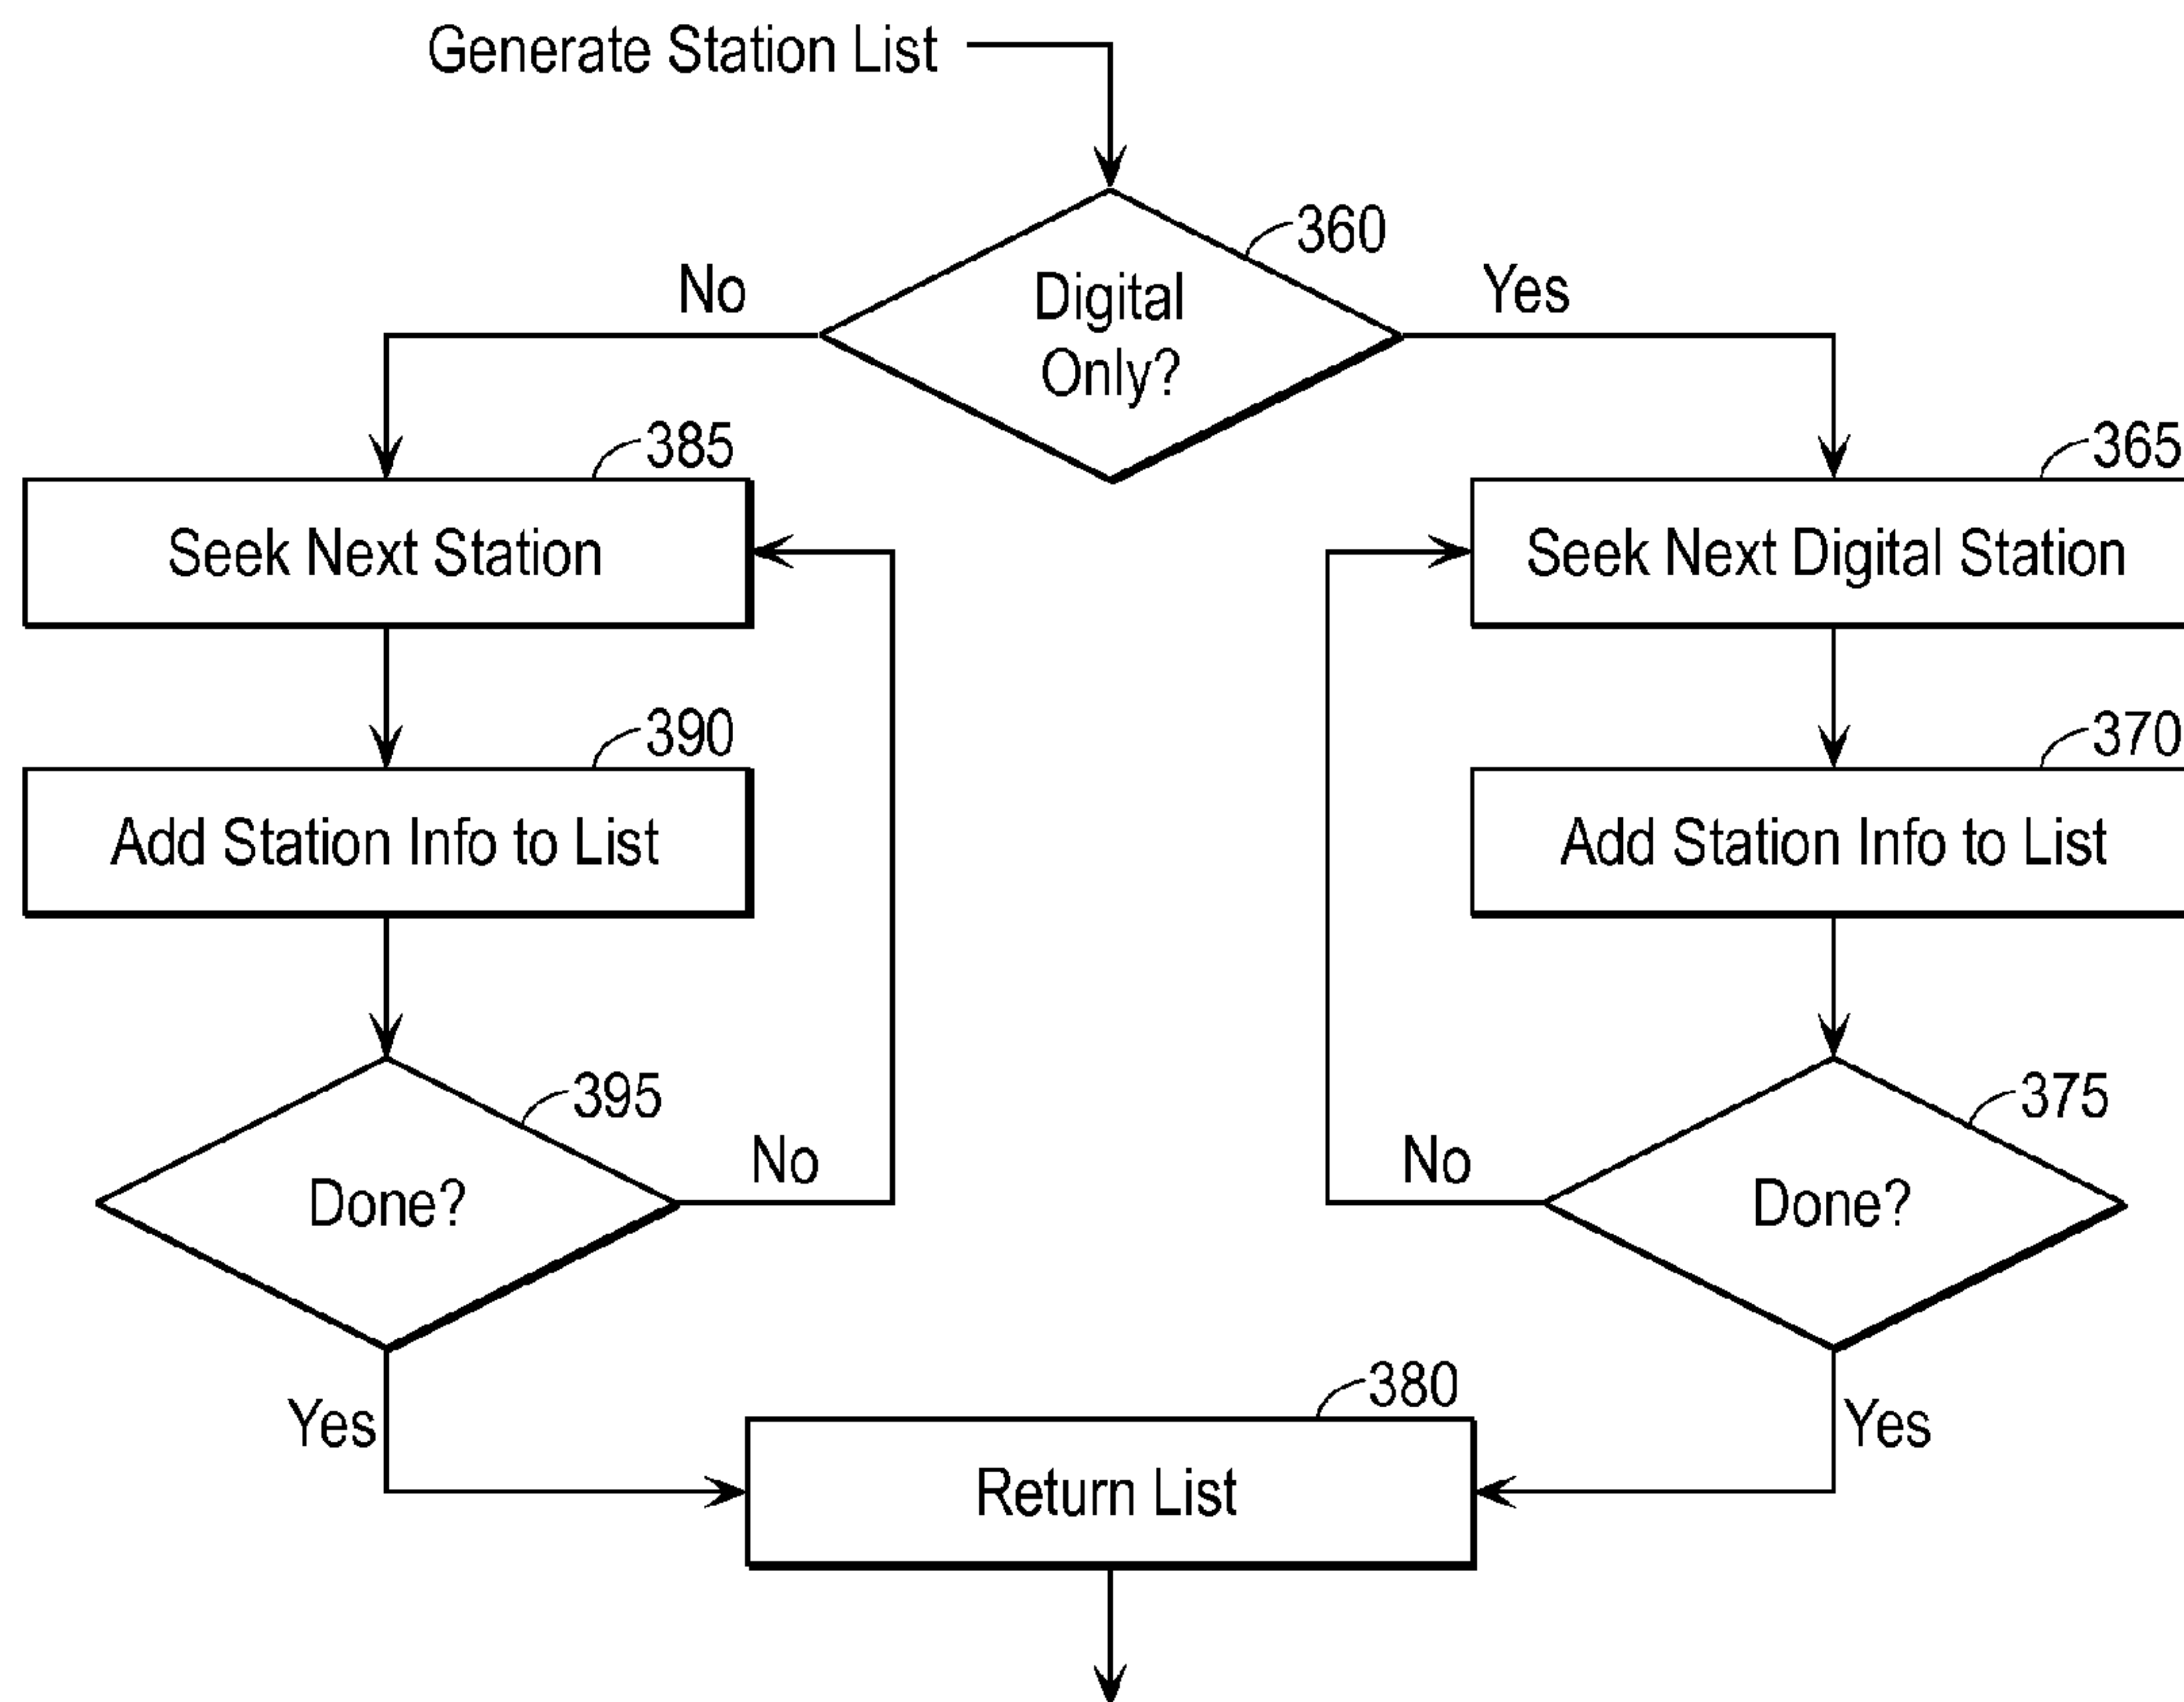 Generate Station List
360
No
Digital
Only?
Yes
385
365
Seek Next Station
Seek Next Digital Station
390
370
Add Station Info to List
Add Station Info to List
395
375
Done?
No
No
Done?
380
Yes
Yes
Return List